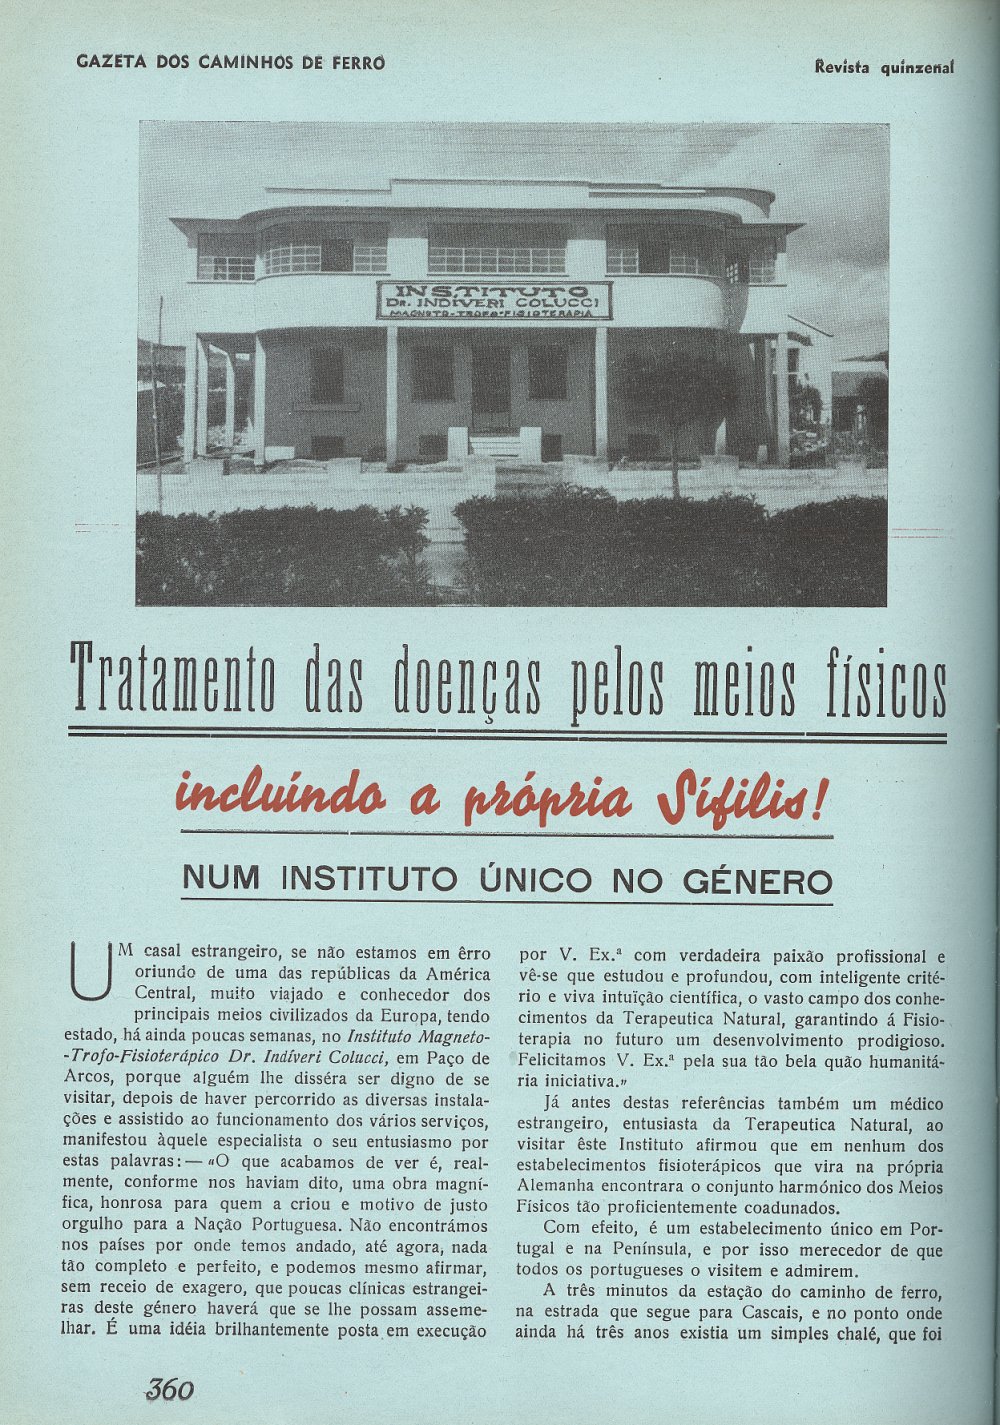 GAZETA DOS CAMINHOS DE FERRO
Revista quinzenal
INSTITUTO
DR. INDIVERI COLUCCI
MAGNETO-TROFO-FISIOTERAPIA
Tratamento das doenças pelos meios físicos
incluíndo a própria Sífilis!
NUM INSTITUTO ÚNICO NO GÉNERO
UM casal estrangeiro, se não estamos em êrro
oriundo de uma das repúblicas da América
Central, muito viajado e conhecedor dos
principais meios civilizados da Europa, tendo
estado, há ainda poucas semanas, no Instituto Magneto-
-Trofo-Fisioterápico Dr. Indíveri Colucci, em Paço de
Arcos, porque alguém lhe disséra ser digno de se
visitar, depois de haver percorrido as diversas instala-
ções e assistido ao funcionamento dos vários serviços,
manifestou àquele especialista o seu entusiasmo por
estas palavras: — «O que acabamos de ver é, real-
mente, conforme nos haviam dito, uma obra magní-
fica, honrosa para quem a criou e motivo de justo
orgulho para a Nação Portuguesa. Não encontrámos
nos países por onde temos andado, até agora, nada
tão completo e perfeito, e podemos mesmo afirmar,
sem receio de exagero, que poucas clínicas estrangei-
ras deste género haverá que se lhe possam asseme-
lhar. É uma idéia brilhantemente posta em execução
por V. Ex.ª com verdadeira paixão profissional e
vê-se que estudou e profundou, com inteligente crité-
rio e viva intuïção científica, o vasto campo dos conhe-
cimentos da Terapeutica Natural, garantindo á Fisio-
terapia no futuro um desenvolvimento prodigioso.
Felicitamos V. Ex.ª pela sua tão bela quão humanitá-
ria iniciativa.»
Já antes destas referências também um médico
estrangeiro, entusiasta da Terapeutica Natural, ao
visitar êste Instituto afirmou que em nenhum dos
estabelecimentos fisioterápicos que vira na própria
Alemanha encontrara o conjunto harmónico dos Meios
Físicos tão proficientemente coadunados.
Com efeito, é um estabelecimento único em Por-
tugal e na Península, e por isso merecedor de que
todos os portugueses o visitem e admirem.
A três minutos da estação do caminho de ferro,
na estrada que segue para Cascais, e no ponto onde
ainda há três anos existia um simples chalé, que foi
360